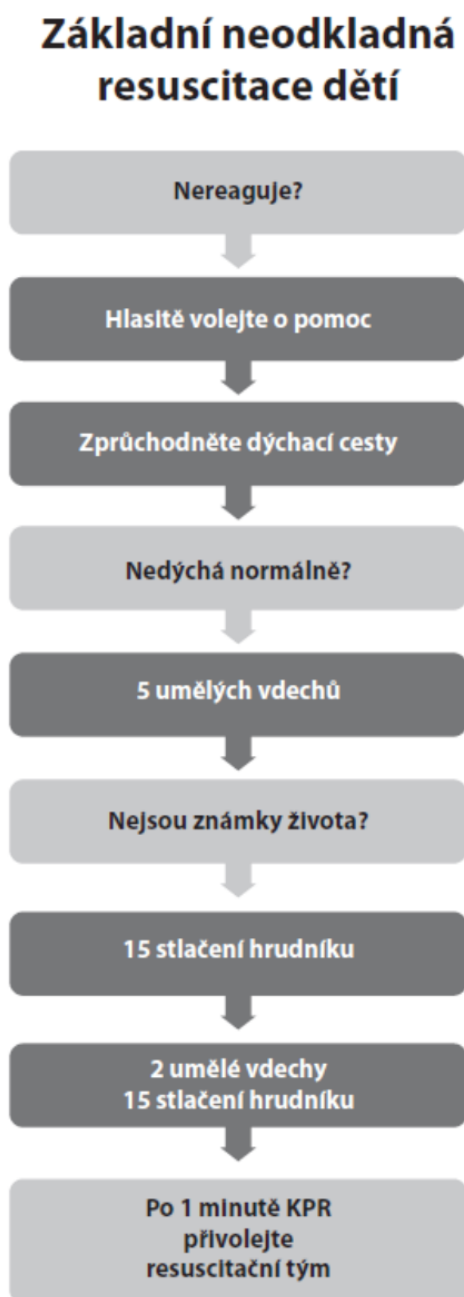 Základní neodkladná
resuscitace dětí
Nereaguje?
Hlasitě volejte o pomoc
Zprůchodněte dýchací cesty
Nedýchá normálně?
5 umělých vdechů
Nejsou známky života?
15 stlačení hrudníku
2 umělé vdechy
15 stlačení hrudníku
Po 1 minutě KPR
přivolejte
resuscitační tým